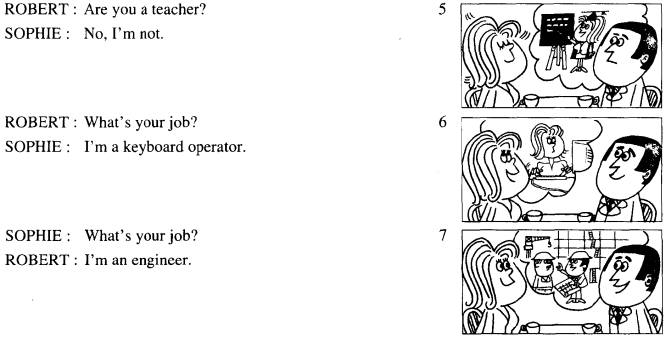 ROBERT : Are you a teacher? 5
SOPHIE : No, I'm not.
ROBERT : What's your job? 6
SOPHIE : I'm a keyboard operator.
SOPHIE : What's your job? 7
ROBERT : I'm an engineer.